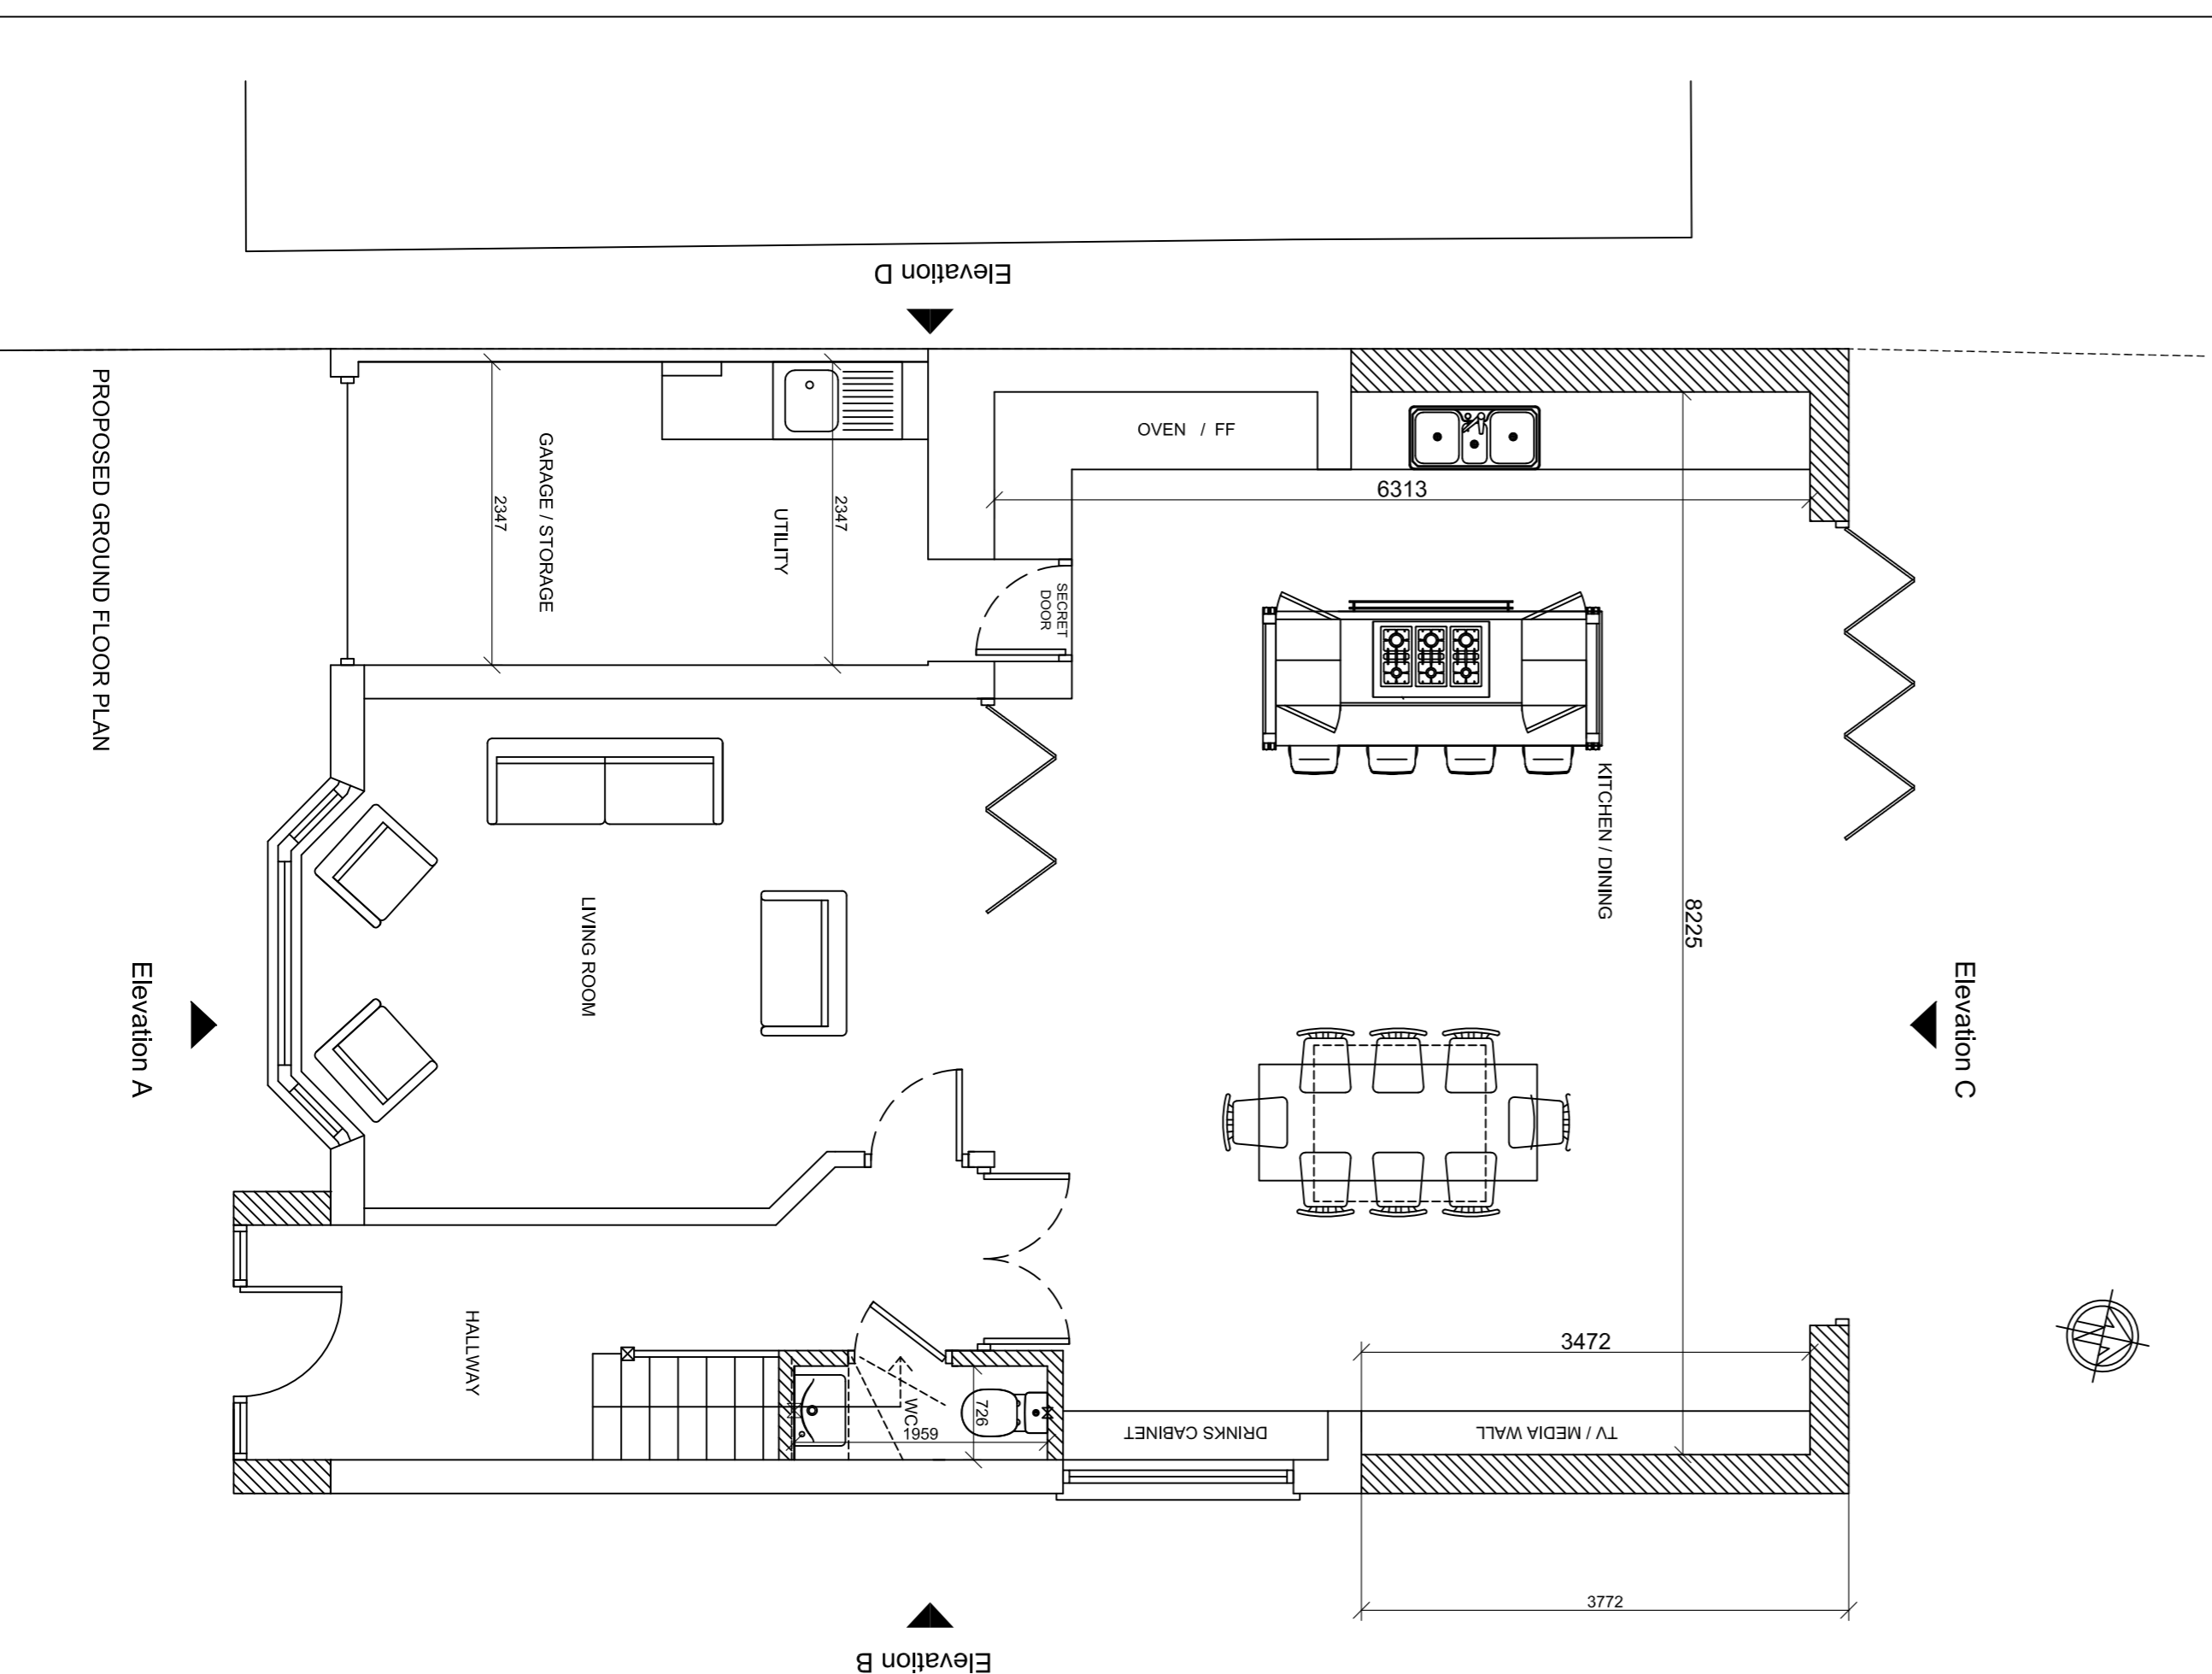 Elevation D
PROPOSED GROUND FLOOR PLAN
GARAGE / STORAGE
2347
UTILITY
2347
OVEN / FF
6313
SECRET
DOOR
KITCHEN / DINING
8225
LIVING ROOM
Elevation A
Elevation C
HALLWAY
WC
726
1959
DRINKS CABINET
TV / MEDIA WALL
3472
N
3772
Elevation B